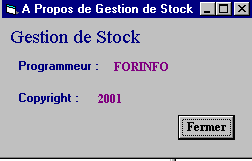 A Propos de Gestion de Stock
Gestion de Stock
Programmeur : FORINFO
Copyright : 2001
Fermer